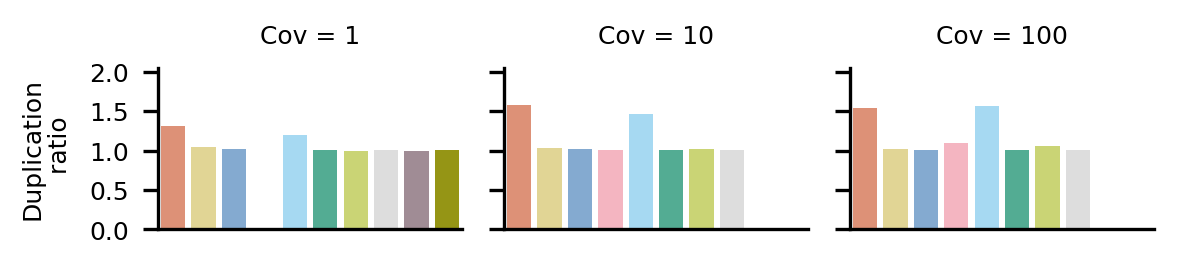 Cov = 1
Cov = 10
Cov = 100
Duplication
ratio
2.0
1.5
1.0
0.5
0.0